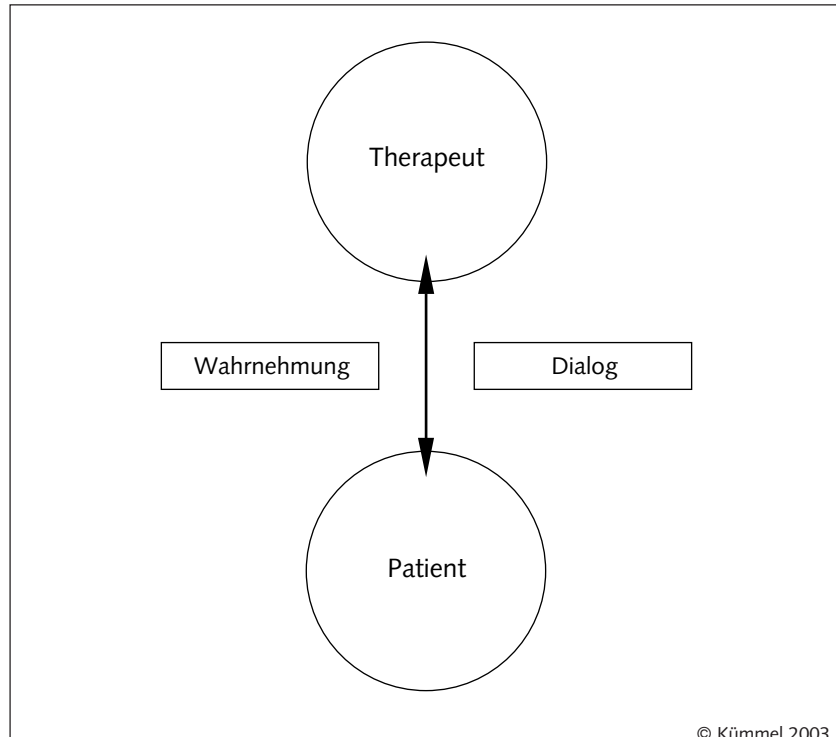 Therapeut
Wahrnehmung
Dialog
Patient
© Kümmel 2003